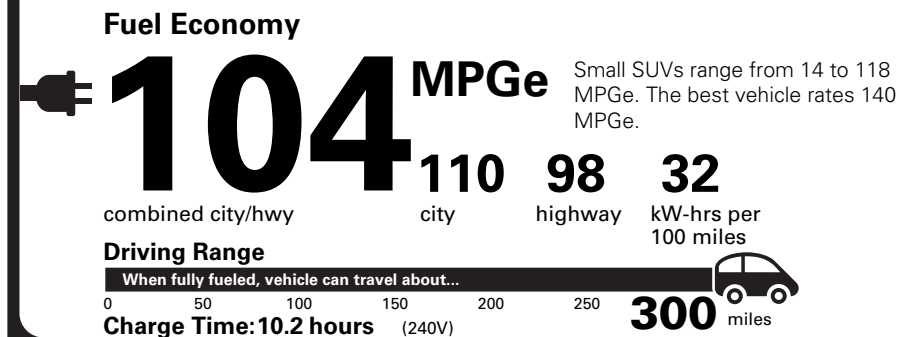 Fuel Economy
104 MPGe
Small SUVs range from 14 to 118
MPGe. The best vehicle rates 140
MPGe.
110 98 32
combined city/hwy city highway kW-hrs per
100 miles
Driving Range
When fully fueled, vehicle can travel about...
0 50 100 150 200 250 300 miles
Charge Time: 10.2 hours (240V)